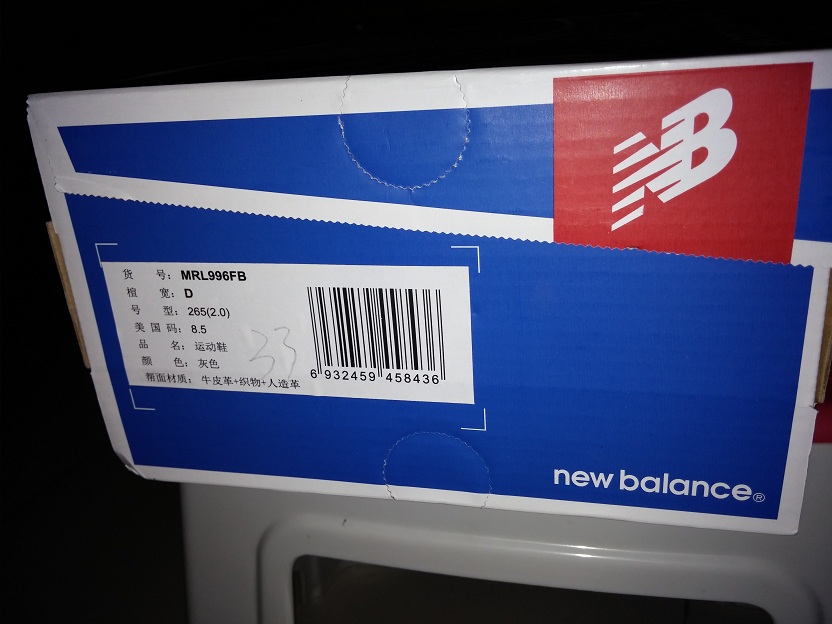 NB
货 号: MRL996FB
楦 宽: D
号 型: 265(2.0)
美国码: 8.5
品 名: 运动鞋
颜 色: 灰色
帮面材质: 牛皮革+织物+人造革
33
6 932459 458436
new balance®